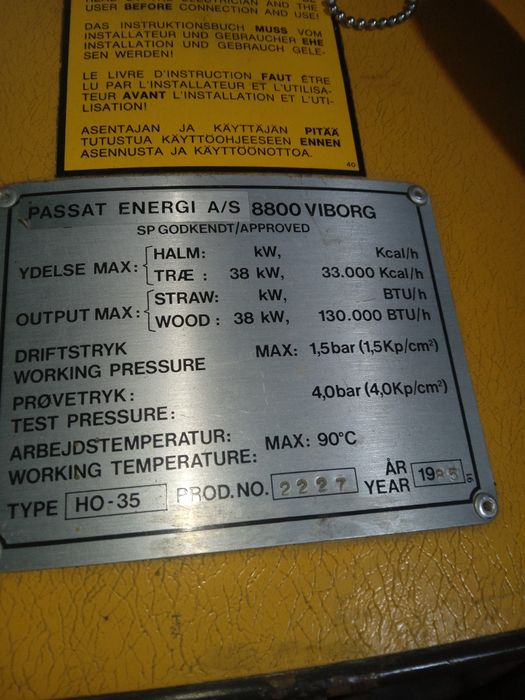 USER BEFORE CONNECTION AND USE!
DAS INSTRUKTIONSBUCH MUSS VOM
INSTALLATEUR UND GEBRAUCHER EHE
INSTALLATION UND GEBRAUCH GELE-
SEN WERDEN!
LE LIVRE D'INSTRUCTION FAUT ÊTRE
LU PAR L'INSTALLATEUR ET L'UTILISA-
TEUR AVANT L'INSTALLATION ET L'UTI-
LISATION!
ASENTAJAN JA KÄYTTÄJÄN PITÄÄ
TUTUSTUA KÄYTTÖOHJEESEEN ENNEN
ASENNUSTA JA KÄYTTÖÖNOTTOA.
40
PASSAT ENERGI A/S 8800 VIBORG
SP GODKENDT/APPROVED
YDELSE MAX: HALM: kW, Kcal/h
TRÆ: 38 kW, 33.000 Kcal/h
OUTPUT MAX: STRAW: kW, BTU/h
WOOD: 38 kW, 130.000 BTU/h
DRIFTSTRYK
WORKING PRESSURE MAX: 1,5bar (1,5Kp/cm²)
PRØVETRYK:
TEST PRESSURE: 4,0bar (4,0Kp/cm²)
ARBEJDSTEMPERATUR:
WORKING TEMPERATURE: MAX: 90°C
TYPE HO-35 PROD.NO. 2227 ÅR YEAR 1985